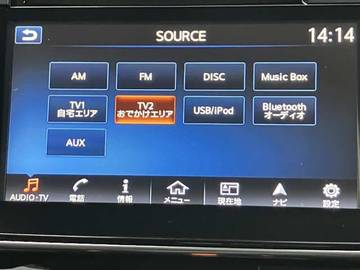 SOURCE
14:14
AM
FM
DISC
Music Box
TV1
自宅エリア
TV2
おでかけエリア
USB/iPod
Bluetooth
オーディオ
AUX
AUDIO・TV
電話
情報
メニュー
現在地
ナビ
設定